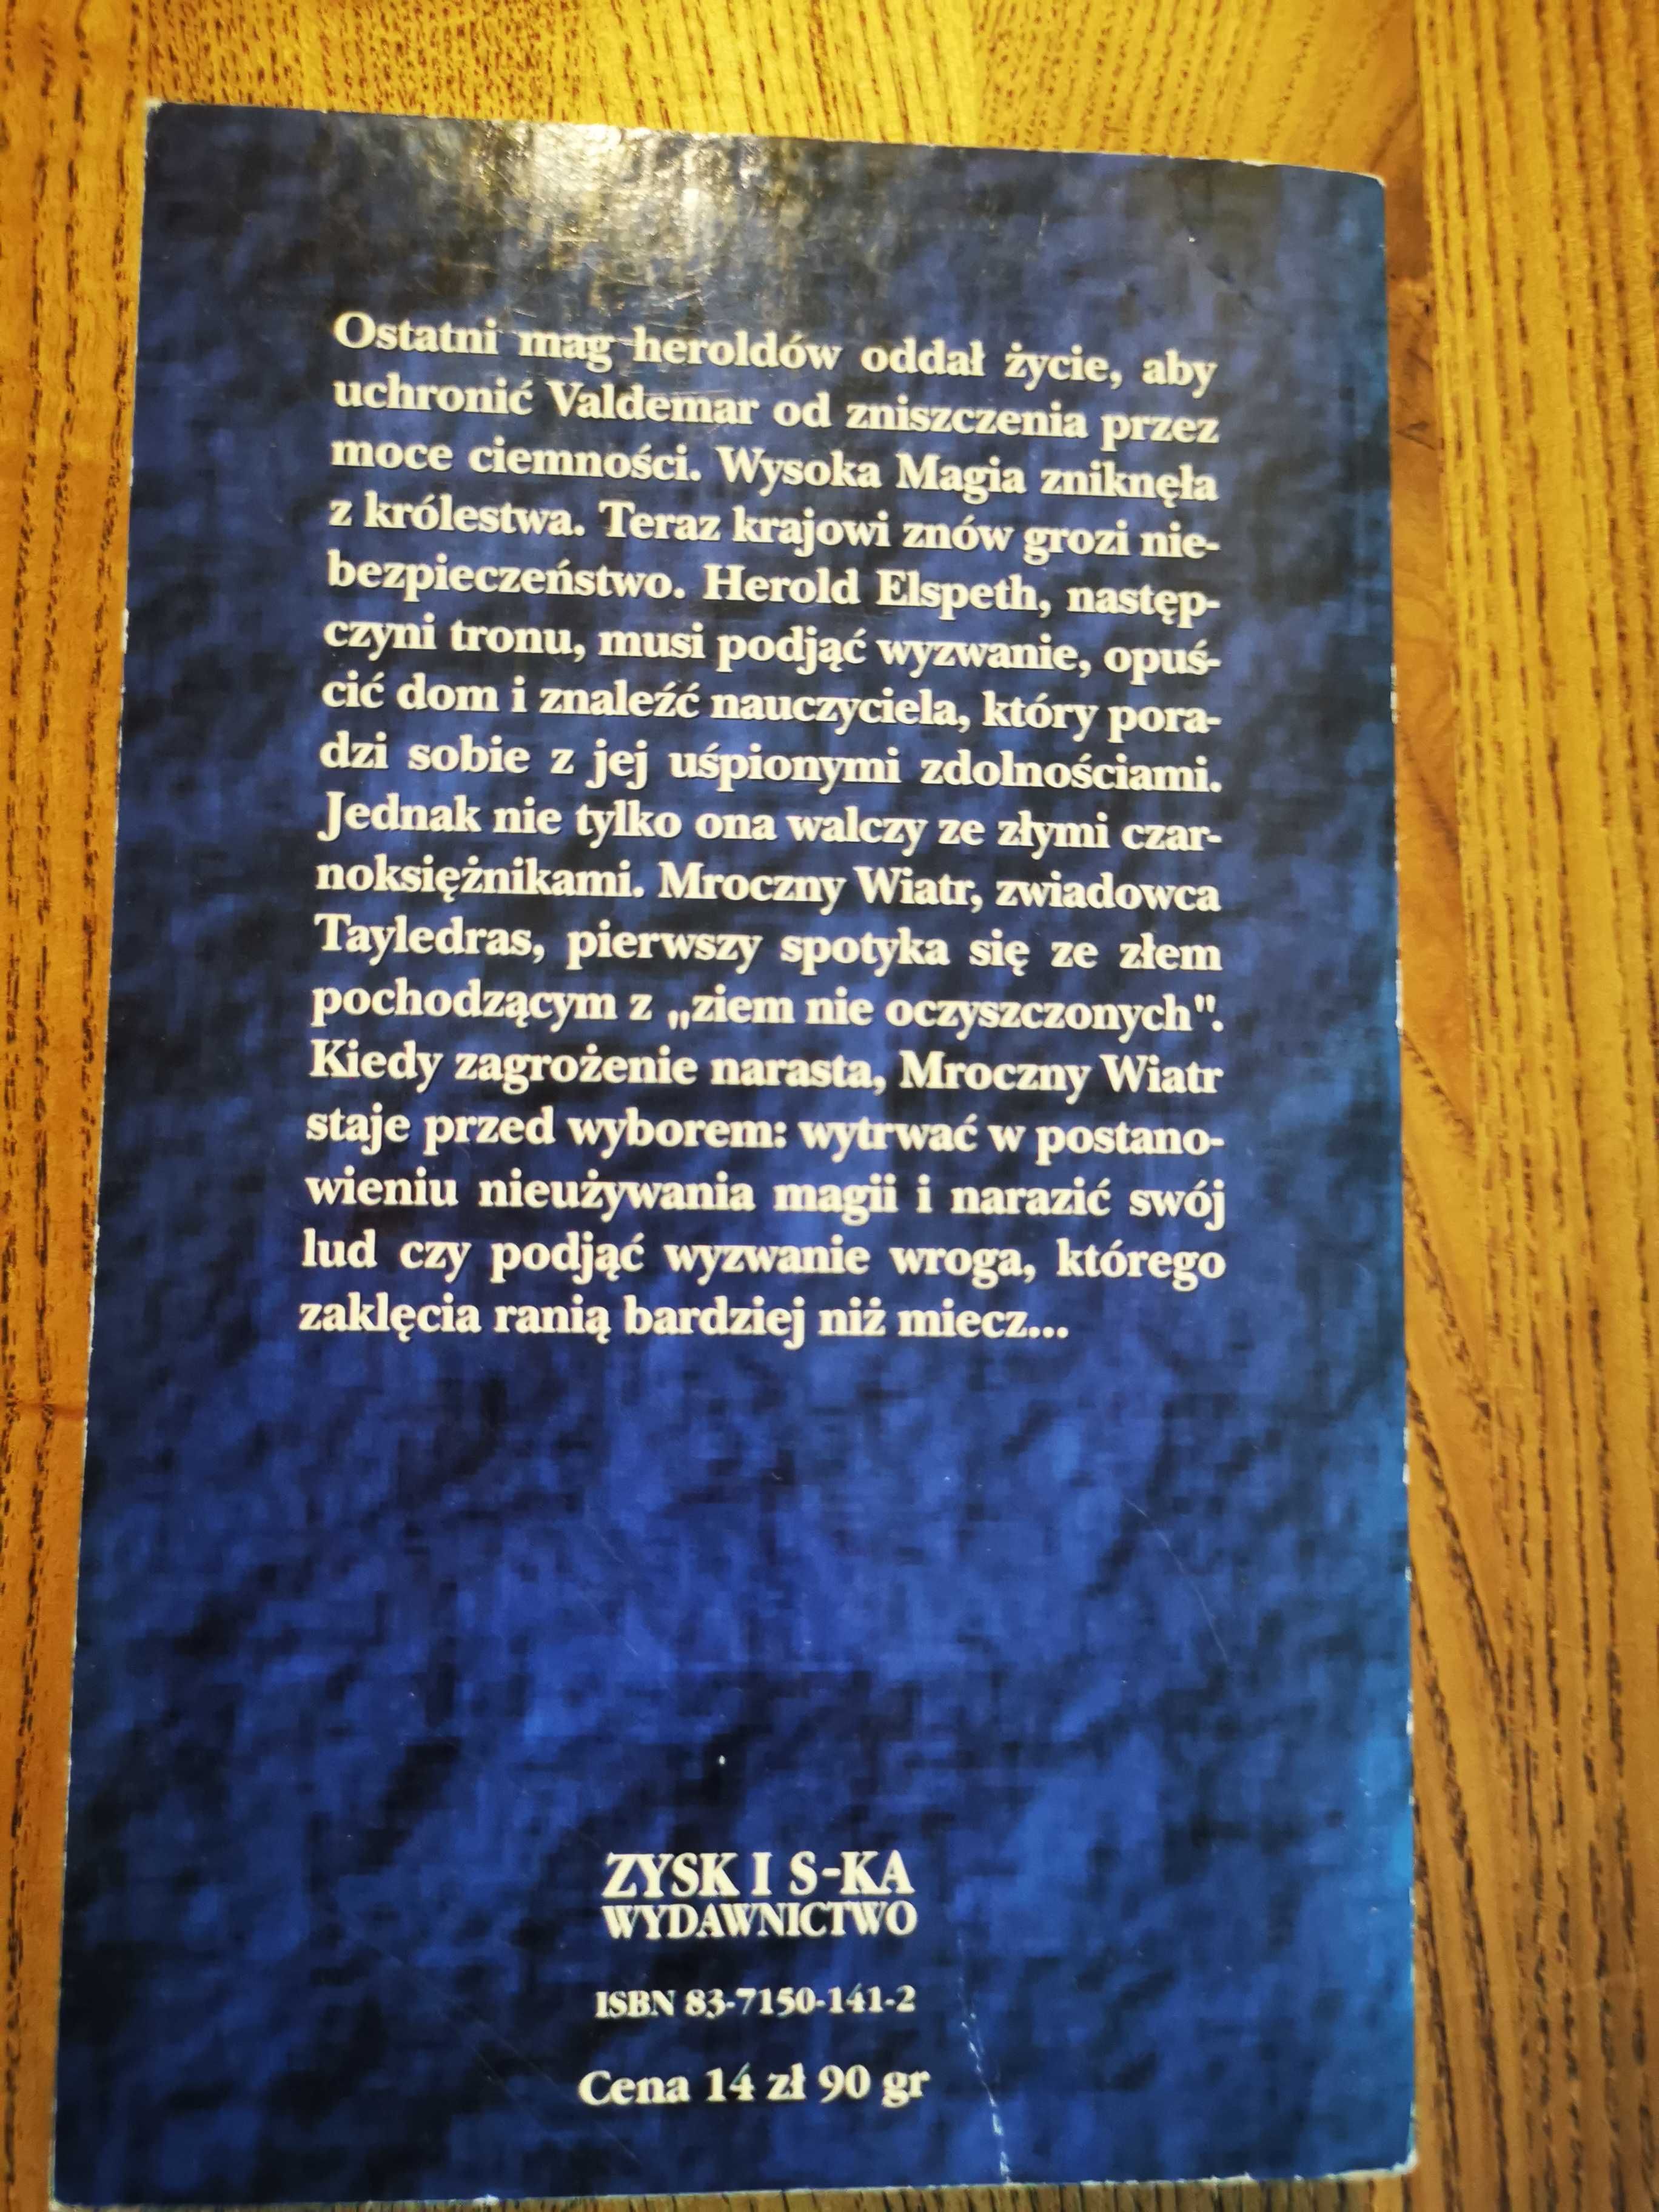 Ostatni mag heroldów oddał życie, aby
uchronić Valdemar od zniszczenia przez
moce ciemności. Wysoka Magia zniknęła
z królestwa. Teraz krajowi znów grozi nie-
bezpieczeństwo. Herold Elspeth, następ-
czyni tronu, musi podjąć wyzwanie, opuś-
cić dom i znaleźć nauczyciela, który pora-
dzi sobie z jej uśpionymi zdolnościami.
Jednak nie tylko ona walczy ze złymi czar-
noksiężnikami. Mroczny Wiatr, zwiadowca
Tayledras, pierwszy spotyka się ze złem
pochodzącym z „ziem nie oczyszczonych".
Kiedy zagrożenie narasta, Mroczny Wiatr
staje przed wyborem: wytrwać w postano-
wieniu nieużywania magii i narazić swój
lud czy podjąć wyzwanie wroga, którego
zaklęcia ranią bardziej niż miecz...
ZYSK I S-KA
WYDAWNICTWO
ISBN 83-7150-141-2
Cena 14 zł 90 gr